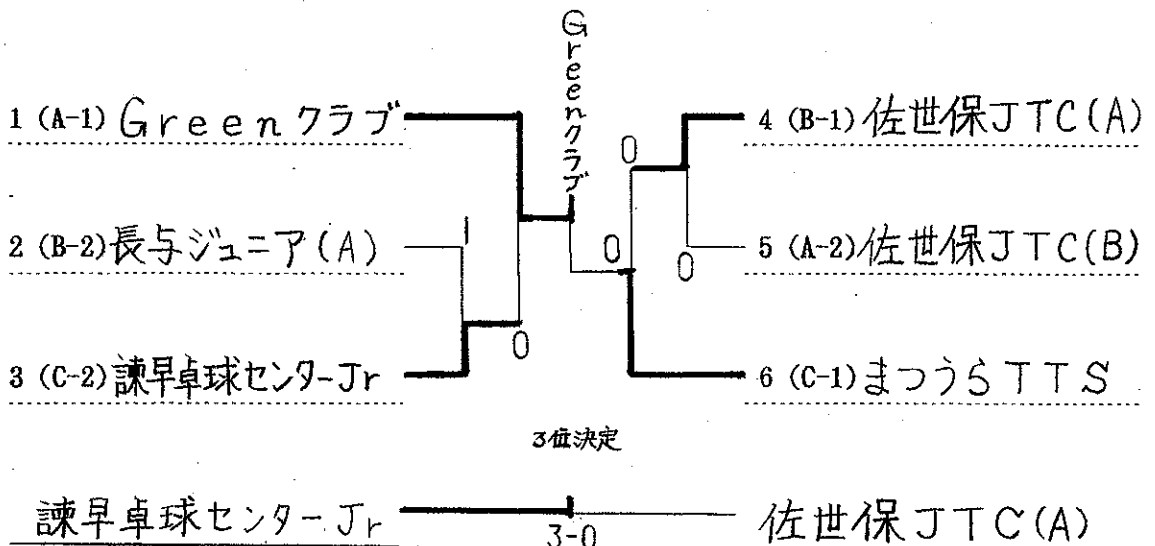 Greenクラブ
1 (A-1) Greenクラブ
4 (B-1) 佐世保JTC(A)
0
2 (B-2) 長与ジュニア(A)
1
0
0
5 (A-2) 佐世保JTC(B)
0
3 (C-2) 諫早卓球センターJr
6 (C-1) まつうらTTS
3位決定
諫早卓球センターJr
3-0
佐世保JTC(A)